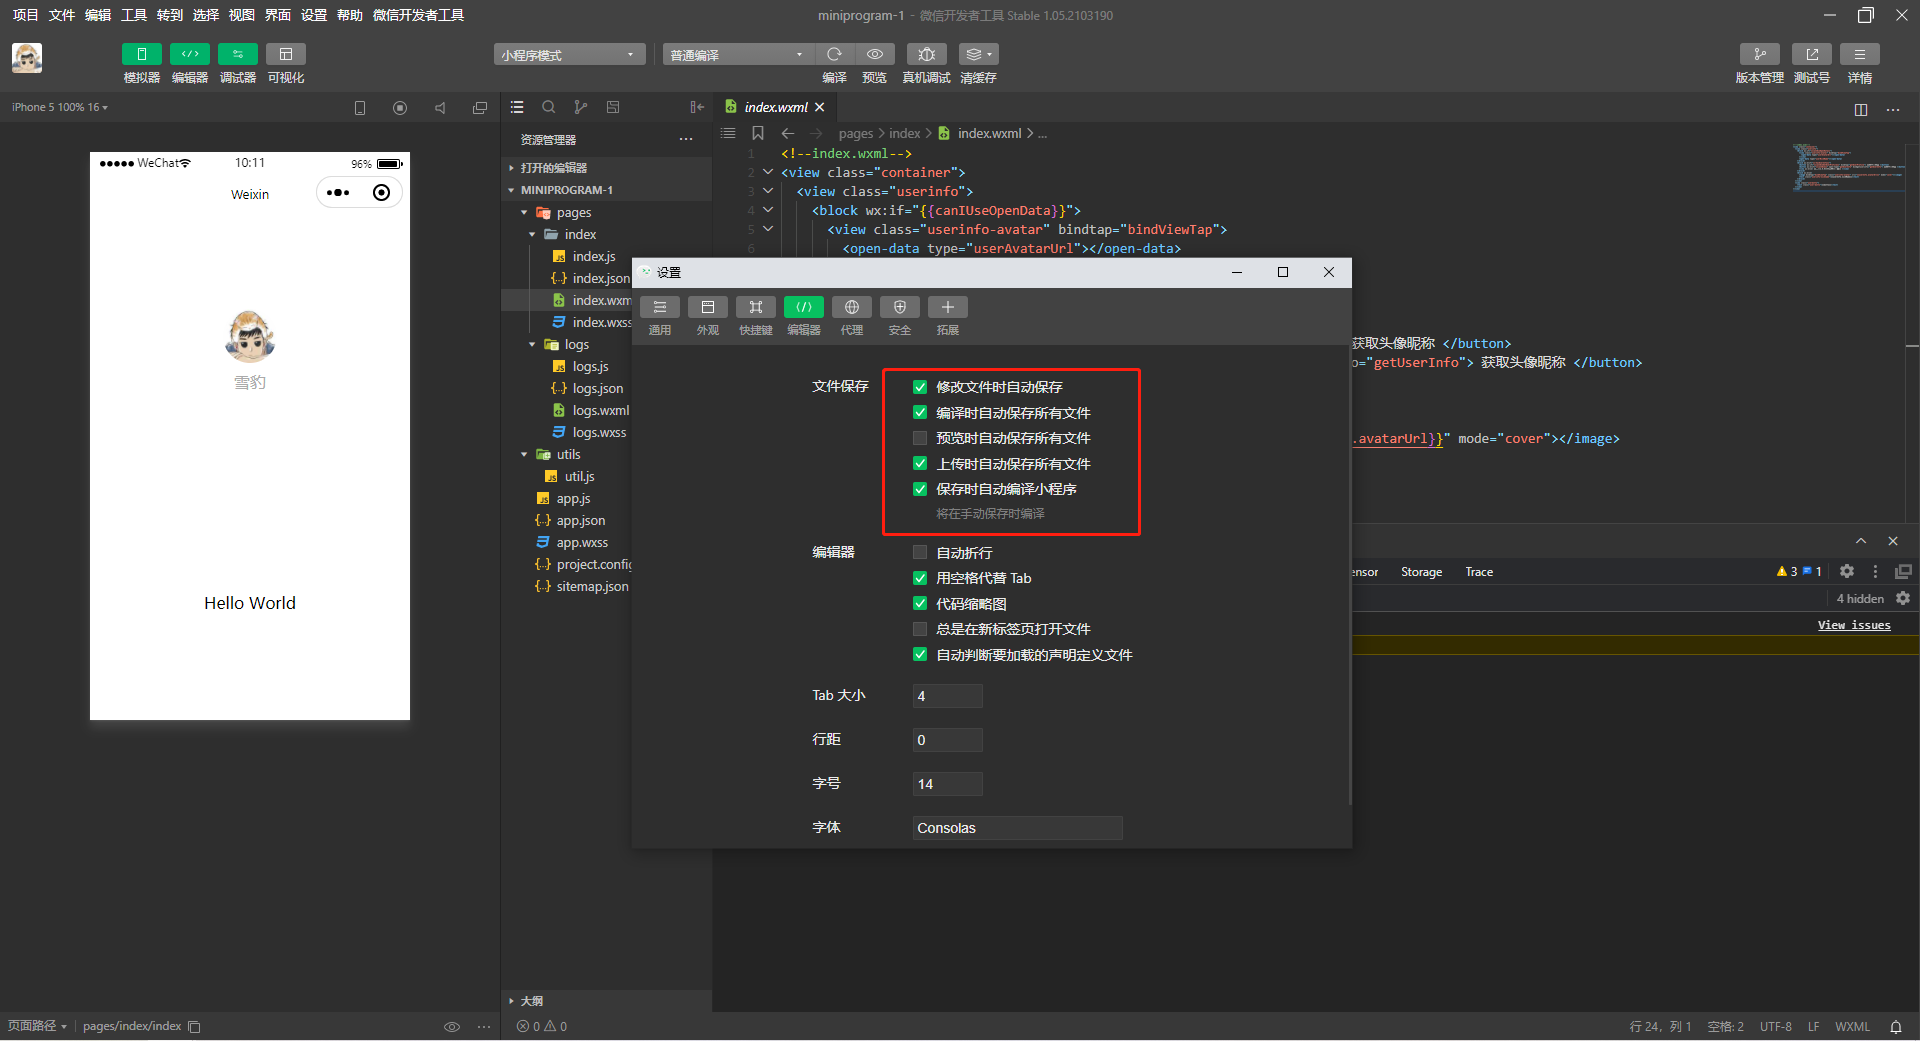 项目 文件 编辑 工具 转到 选择 视图 界面 设置 帮助 微信开发者工具
miniprogram-1 - 微信开发者工具 Stable 1.05.2103190
模拟器 编辑器 调试器 可视化
小程序模式
普通编译
编译 预览 真机调试 清缓存
版本管理 测试号 详情
iPhone 5 100% 16
WeChat
10:11
96%
Weixin
雪豹
Hello World
资源管理器
打开的编辑器
MINIPROGRAM-1
pages
index
index.js
index.json
index.wxm
index.wxss
logs
logs.js
logs.json
logs.wxml
logs.wxss
utils
util.js
app.js
app.json
app.wxss
project.config
sitemap.json
大纲
index.wxml
pages > index > index.wxml > ...
1 <!--index.wxml-->
2 <view class="container">
3 <view class="userinfo">
4 <block wx:if="{{canIUseOpenData}}">
5 <view class="userinfo-avatar" bindtap="bindViewTap">
6 <open-data type="userAvatarUrl"></open-data>
获取头像昵称 </button>
o="getUserInfo"> 获取头像昵称 </button>
.avatarUrl}}" mode="cover"></image>
设置
通用 外观 快捷键 编辑器 代理 安全 拓展
文件保存
修改文件时自动保存
编译时自动保存所有文件
预览时自动保存所有文件
上传时自动保存所有文件
保存时自动编译小程序
将在手动保存时编译
编辑器
自动折行
用空格代替 Tab
代码缩略图
总是在新标签页打开文件
自动判断要加载的声明定义文件
Tab 大小 4
行距 0
字号 14
字体 Consolas
ensor Storage Trace
3 1
4 hidden
View issues
页面路径 pages/index/index
0 0
行 24, 列 1 空格: 2 UTF-8 LF WXML